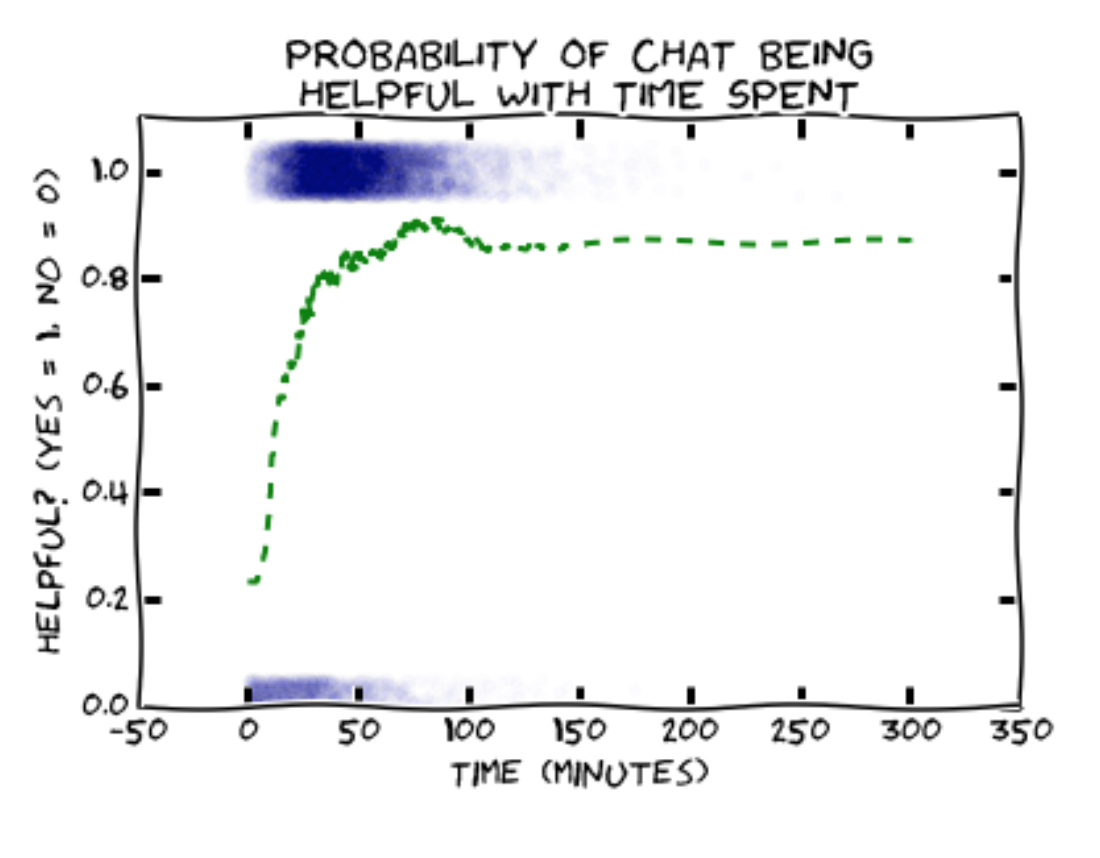 PROBABILITY OF CHAT BEING
HELPFUL WITH TIME SPENT
HELPFUL? (YES = 1, NO = 0)
1.0
0.8
0.6
0.4
0.2
0.0
-50 0 50 100 150 200 250 300 350
TIME (MINUTES)